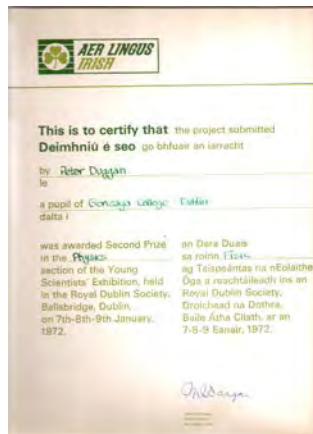 AER LINGUS
IRISH
This is to certify that the project submitted
Deimhniú é seo go bhfuair an iarracht
by Peter Duggan
le
a pupil of Gonzaga College Dublin
dalta i
was awarded Second Prize
in the Physics
section of the Young
Scientists' Exhibition, held
in the Royal Dublin Society,
Ballsbridge, Dublin,
on 7th-8th-9th January,
1972.
an Dara Duais
sa roinn Fisic
ag Taispeántas na nEolaithe
Óga a reachtáileadh ins an
Royal Dublin Society,
Droichead na Dothra,
Baile Átha Cliath, ar an
7-8-9 Eanair, 1972.